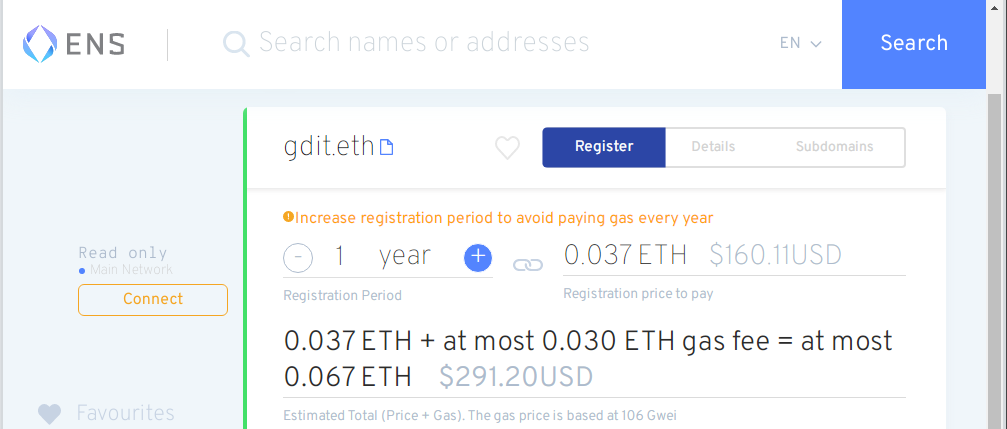 ENS
Search names or addresses
EN
Search
gdit.eth
Register
Details
Subdomains
Increase registration period to avoid paying gas every year
- 1 year +
0.037 ETH $160.11USD
Registration Period
Registration price to pay
Read only
Main Network
Connect
0.037 ETH + at most 0.030 ETH gas fee = at most
0.067 ETH $291.20USD
Estimated Total (Price + Gas). The gas price is based at 106 Gwei
Favourites